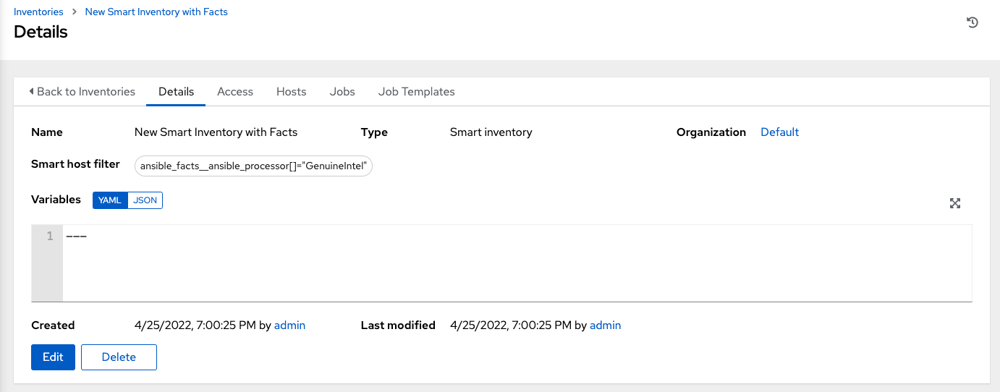 Inventories > New Smart Inventory with Facts
Details
Back to Inventories Details Access Hosts Jobs Job Templates
Name New Smart Inventory with Facts Type Smart inventory Organization Default
Smart host filter ansible_facts__ansible_processor[]="GenuineIntel"
Variables YAML JSON
1 ---
Created 4/25/2022, 7:00:25 PM by admin Last modified 4/25/2022, 7:00:25 PM by admin
Edit Delete